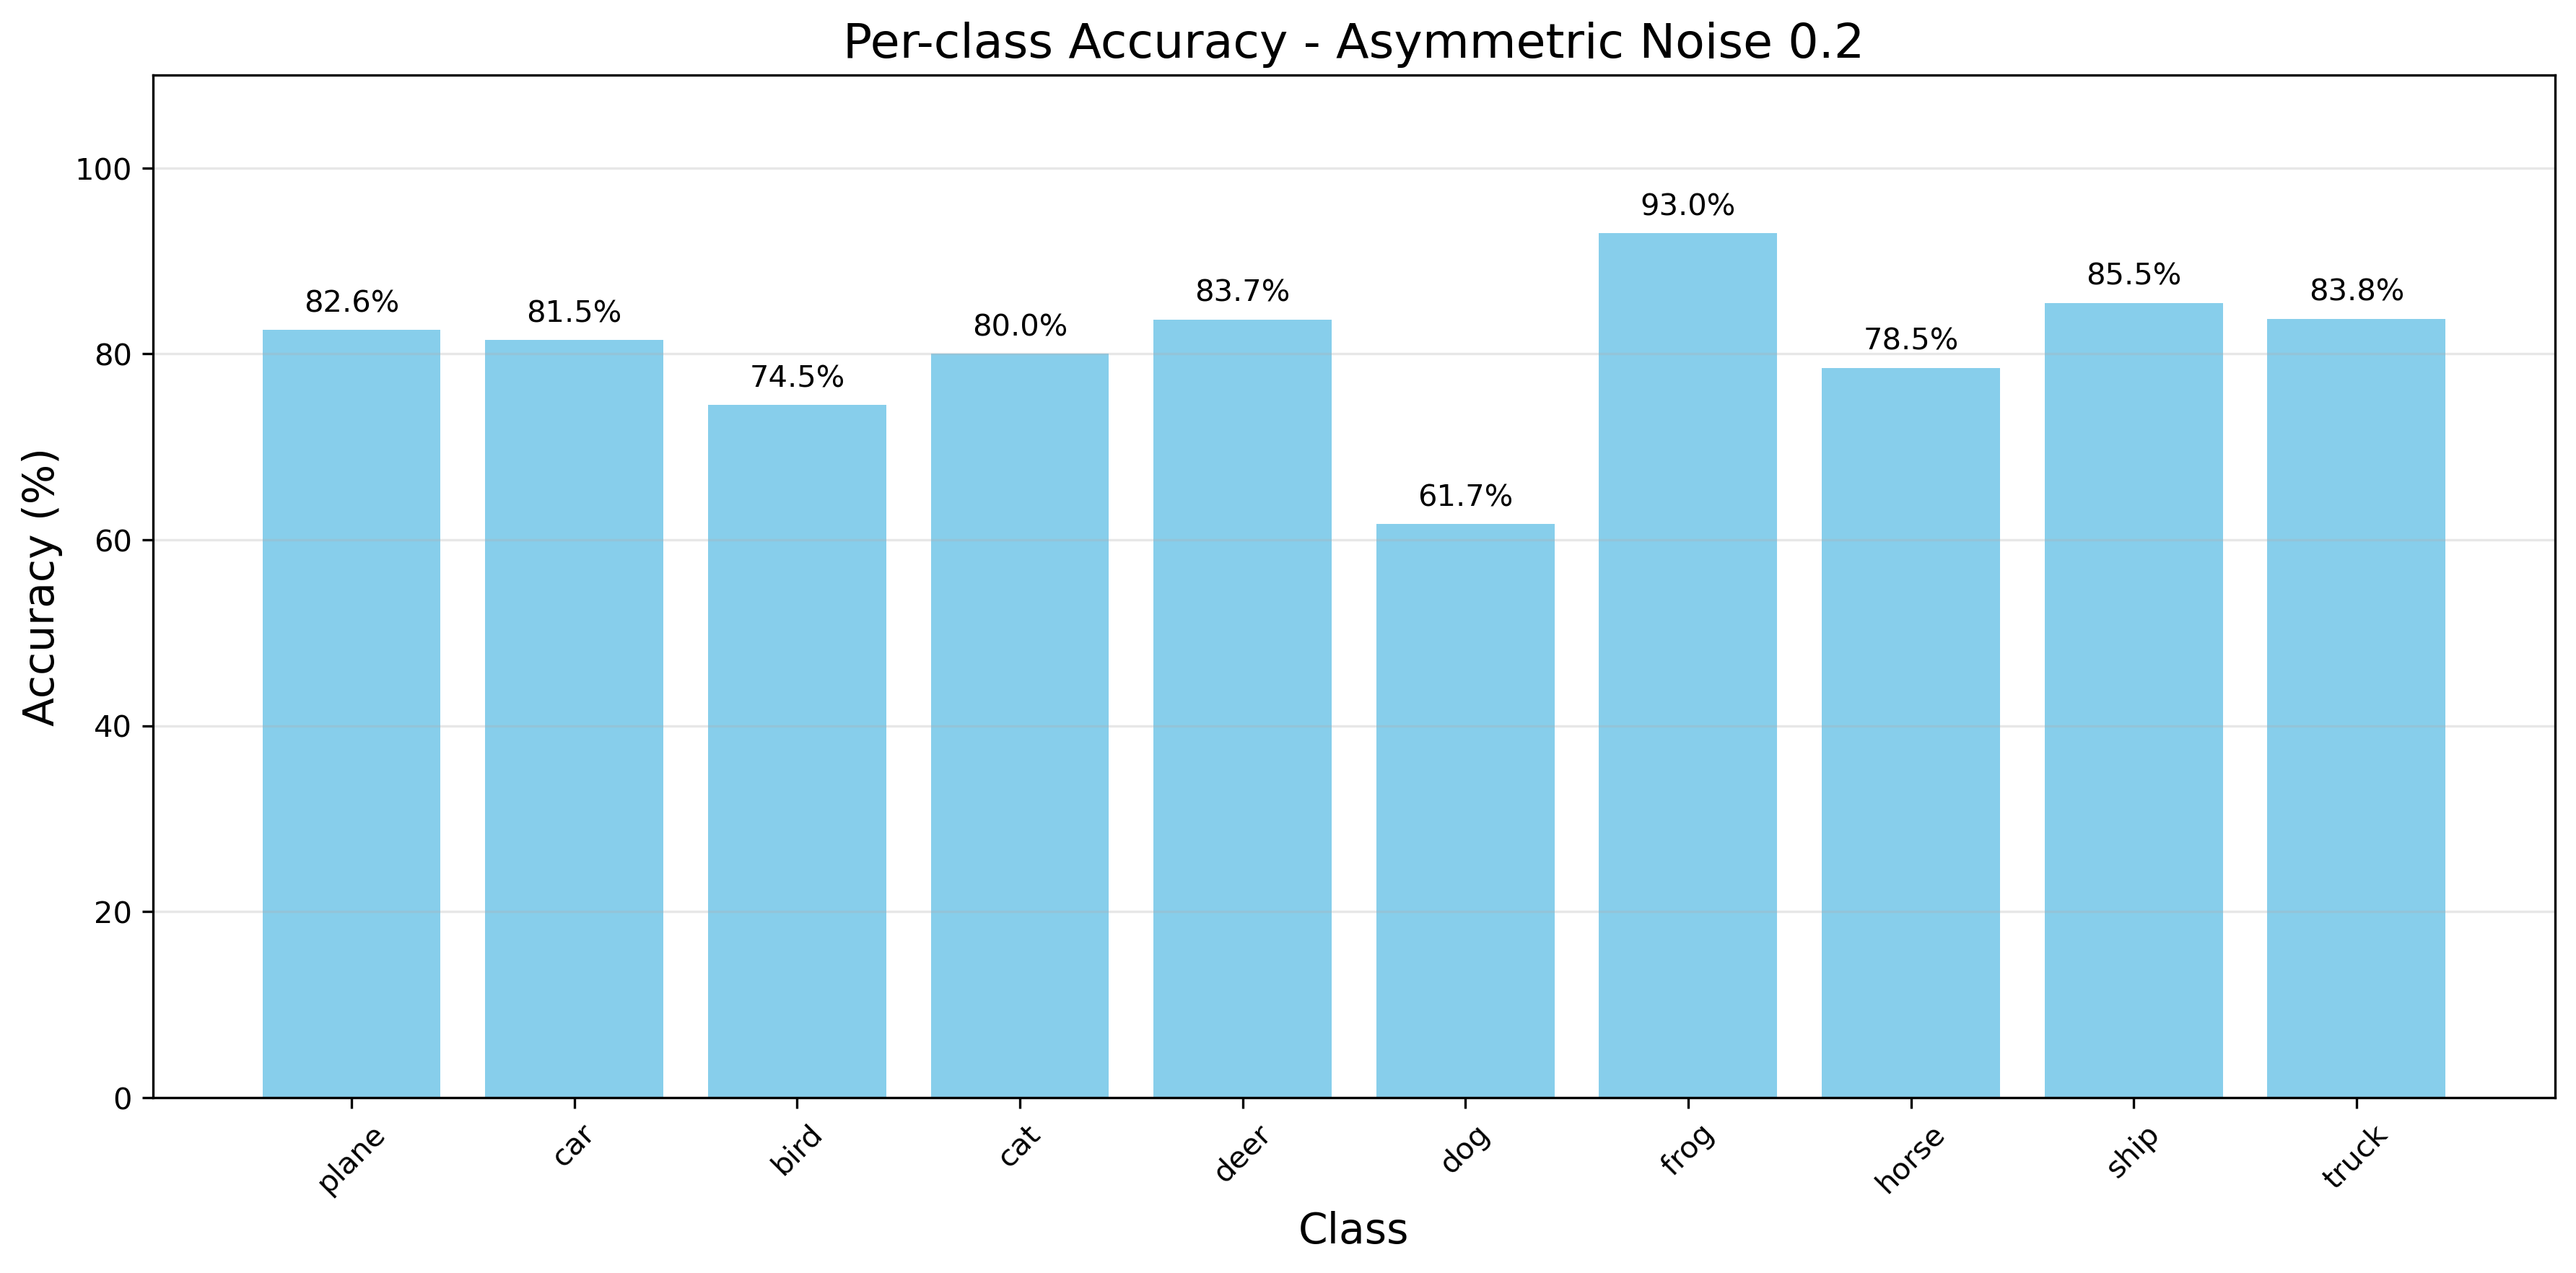 Per-class Accuracy - Asymmetric Noise 0.2
Accuracy (%)
100
80
60
40
20
0
82.6%
81.5%
74.5%
80.0%
83.7%
61.7%
93.0%
78.5%
85.5%
83.8%
plane
car
bird
cat
deer
dog
frog
horse
ship
truck
Class